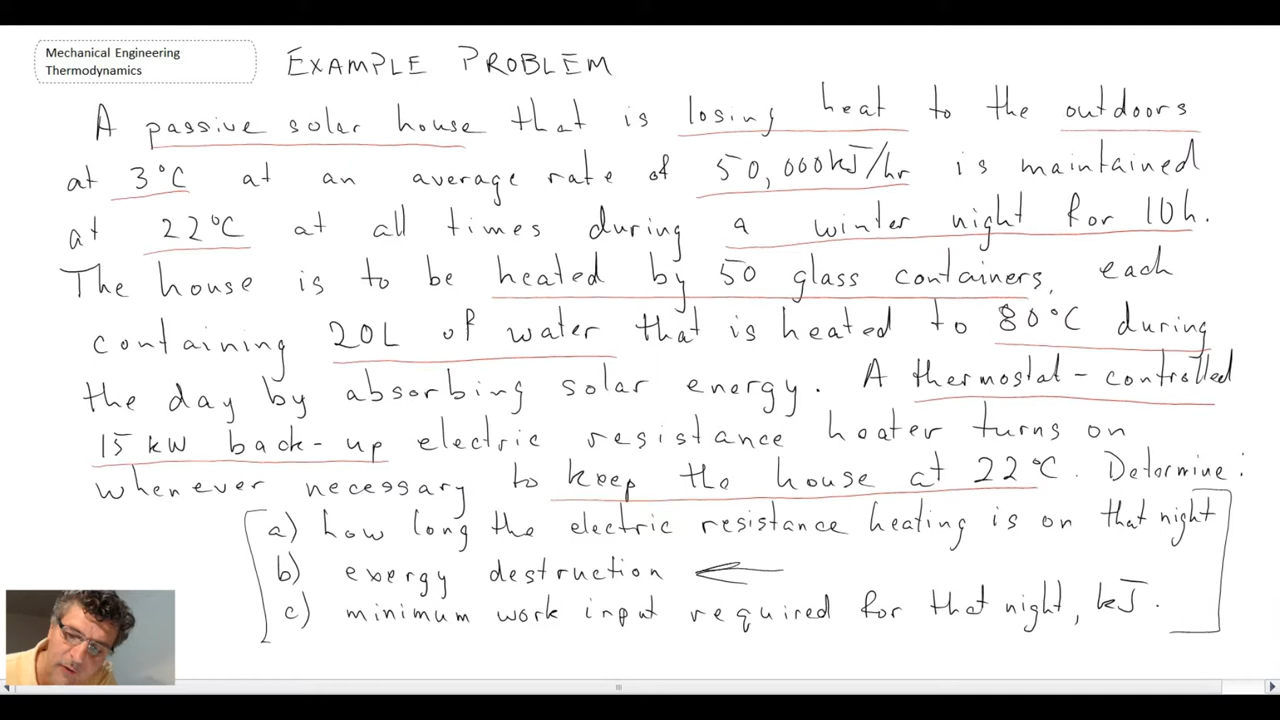 Mechanical Engineering
Thermodynamics
EXAMPLE PROBLEM
A passive solar house that is losing heat to the outdoors
at 3°C at an average rate of 50,000kJ/hr is maintained
at 22°C at all times during a winter night for 10h.
The house is to be heated by 50 glass containers, each
containing 20L of water that is heated to 80°C during
the day by absorbing solar energy. A thermostat-controlled
15 kW back-up electric resistance heater turns on
whenever necessary to keep the house at 22°C. Determine:
a) how long the electric resistance heating is on that night
b) exergy destruction
c) minimum work input required for that night, kJ.